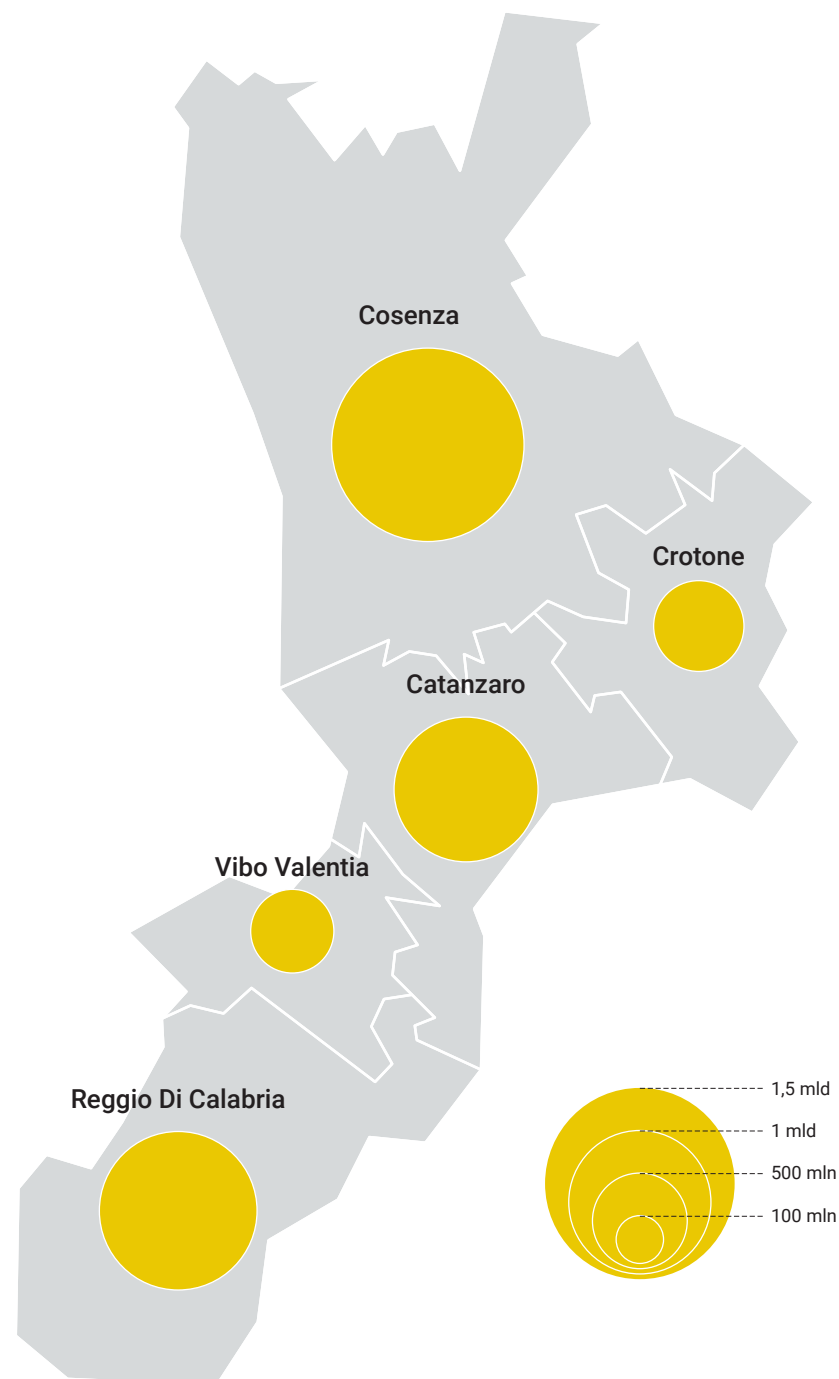 Cosenza
Crotone
Catanzaro
Vibo Valentia
Reggio Di Calabria
1,5 mld
1 mld
500 mln
100 mln